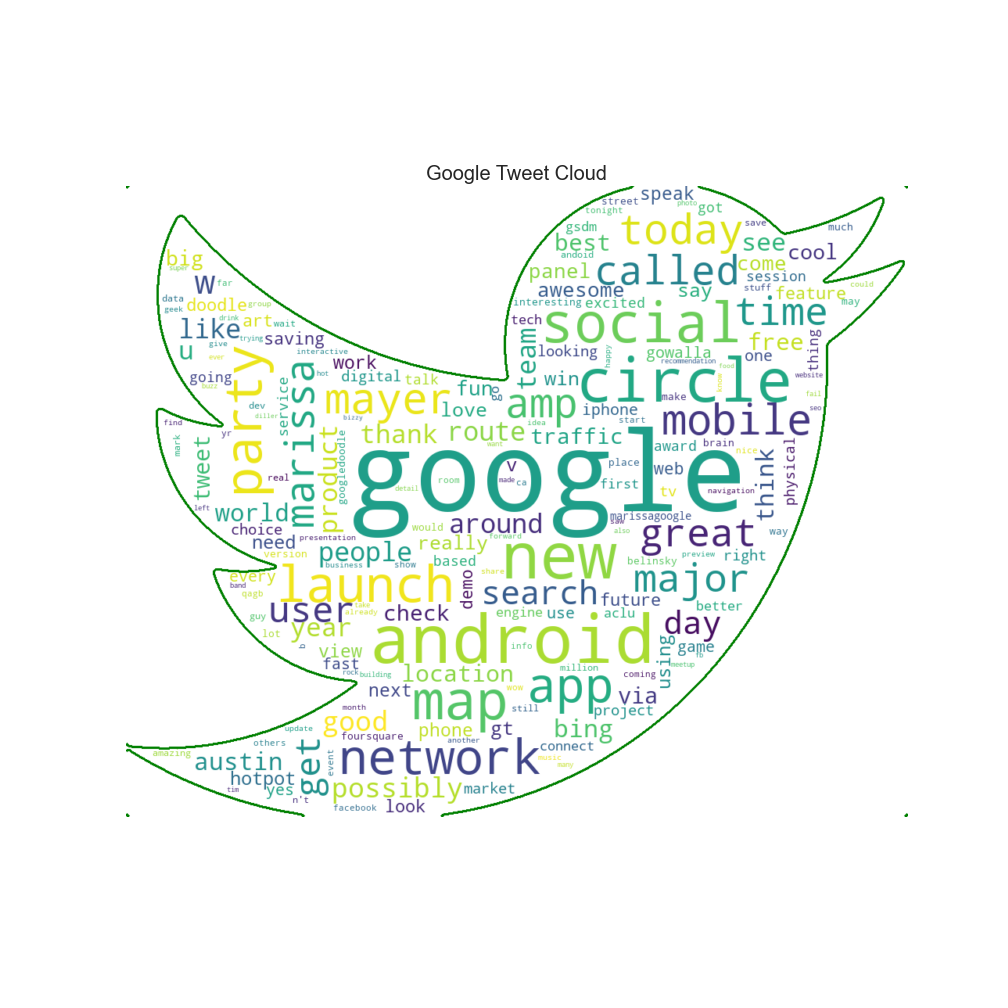 Google Tweet Cloud
speak
street
photo
tonight
got
gsdm
today
save
much
best
see
cool
andoid
big
super
panel
called
come
session
w
far
awesome
say
stuff
feature
could
data
doodle
group
interesting
excited
may
geek
drink
art
wait
tech
social
time
like
give
trying
saving
team
looking
gowalla
free
thing
u
interactive
happy
one
ever
party
work
recommendation
going
hot
digital
talk
fun
go
win
circle
food
website
buzz
marissa
service
mayer
love
amp
iphone
make
fail
dev
diller
bizzy
idea
start
mobile
seo
find
yr
thank
route
traffic
award
brain
mark
tweet
product
googledoodle
want
google
v
place
web
nice
think
physical
real
room
made
ca
first
tv
navigation
left
detail
world
around
marissagoogle
choice
would
saw
great
way
presentation
forward
also
need
version
people
really
new
preview
right
business
show
based
belinsky
every
share
launch
demo
search
major
band
qagb
take
future
better
user
already
check
engine
use
aclu
day
guy
year
lot
android
b
view
info
game
using
fb
fast
million
meetup
rock
building
location
app
coming
next
wow
map
via
month
still
project
good
phone
gt
bing
update
foursquare
another
others
connect
amazing
get
network
austin
event
music
many
hotpot
tim
yes
possibly
market
n't
facebook
look